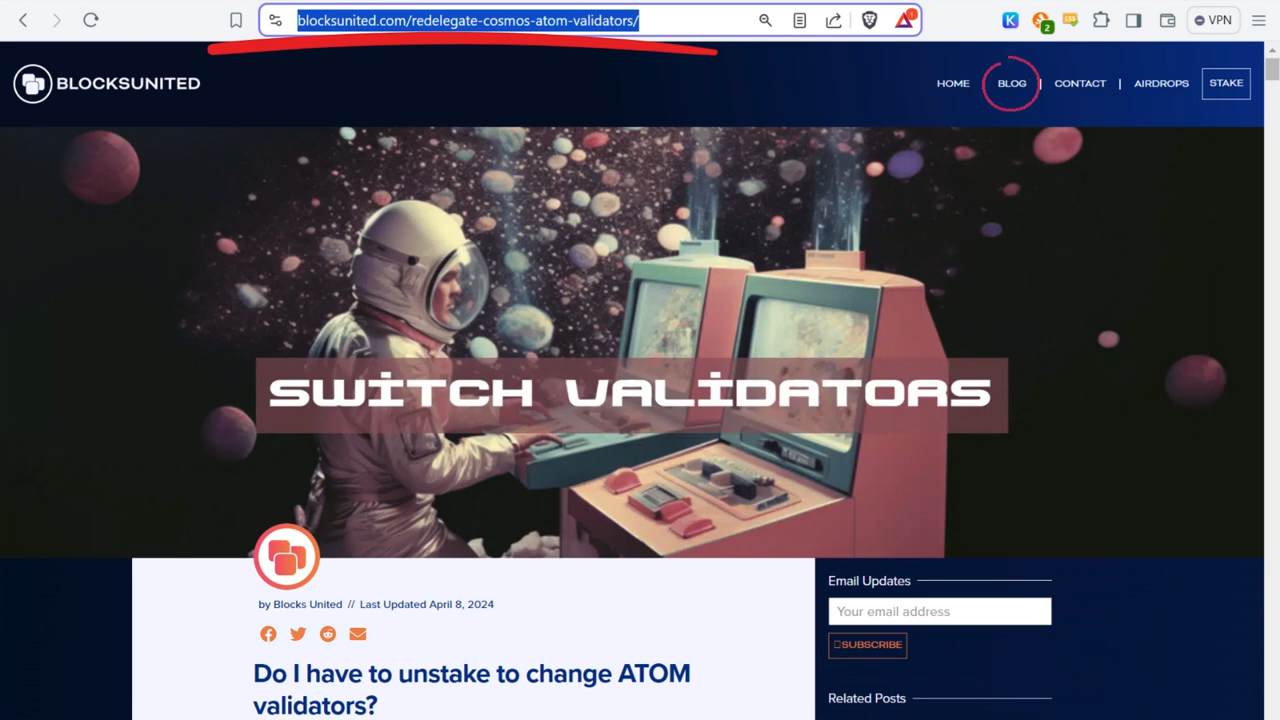 blocksunited.com/redelegate-cosmos-atom-validators/
1
2
VPN
BLOCKSUNITED
HOME
BLOG | CONTACT | AIRDROPS
STAKE
SWITCH VALIDATORS
by Blocks United // Last Updated April 8, 2024
Do I have to unstake to change ATOM
validators?
Email Updates
Your email address
SUBSCRIBE
Related Posts